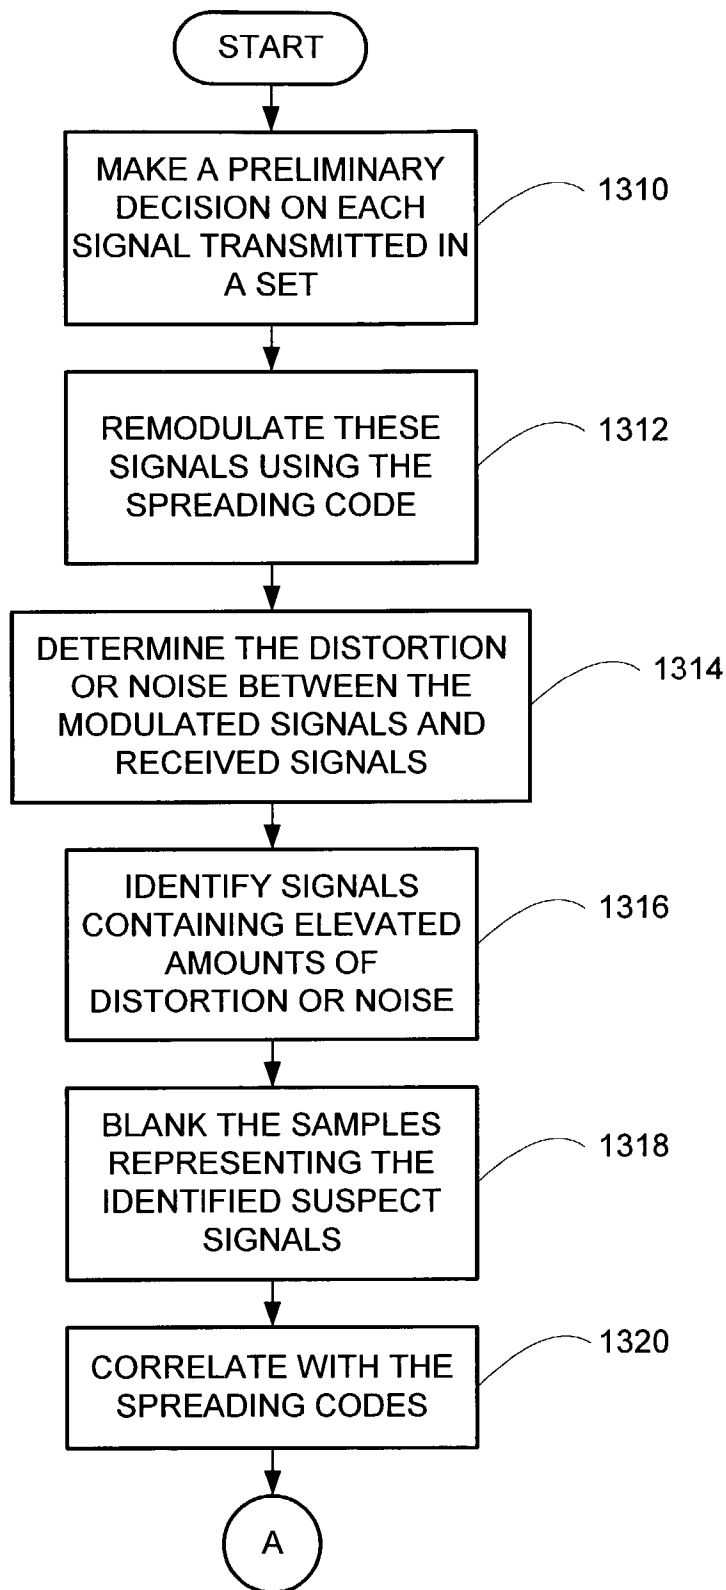 START
MAKE A PRELIMINARY
DECISION ON EACH
SIGNAL TRANSMITTED IN
A SET
1310
REMODULATE THESE
SIGNALS USING THE
SPREADING CODE
1312
DETERMINE THE DISTORTION
OR NOISE BETWEEN THE
MODULATED SIGNALS AND
RECEIVED SIGNALS
1314
IDENTIFY SIGNALS
CONTAINING ELEVATED
AMOUNTS OF
DISTORTION OR NOISE
1316
BLANK THE SAMPLES
REPRESENTING THE
IDENTIFIED SUSPECT
SIGNALS
1318
CORRELATE WITH THE
SPREADING CODES
1320
A